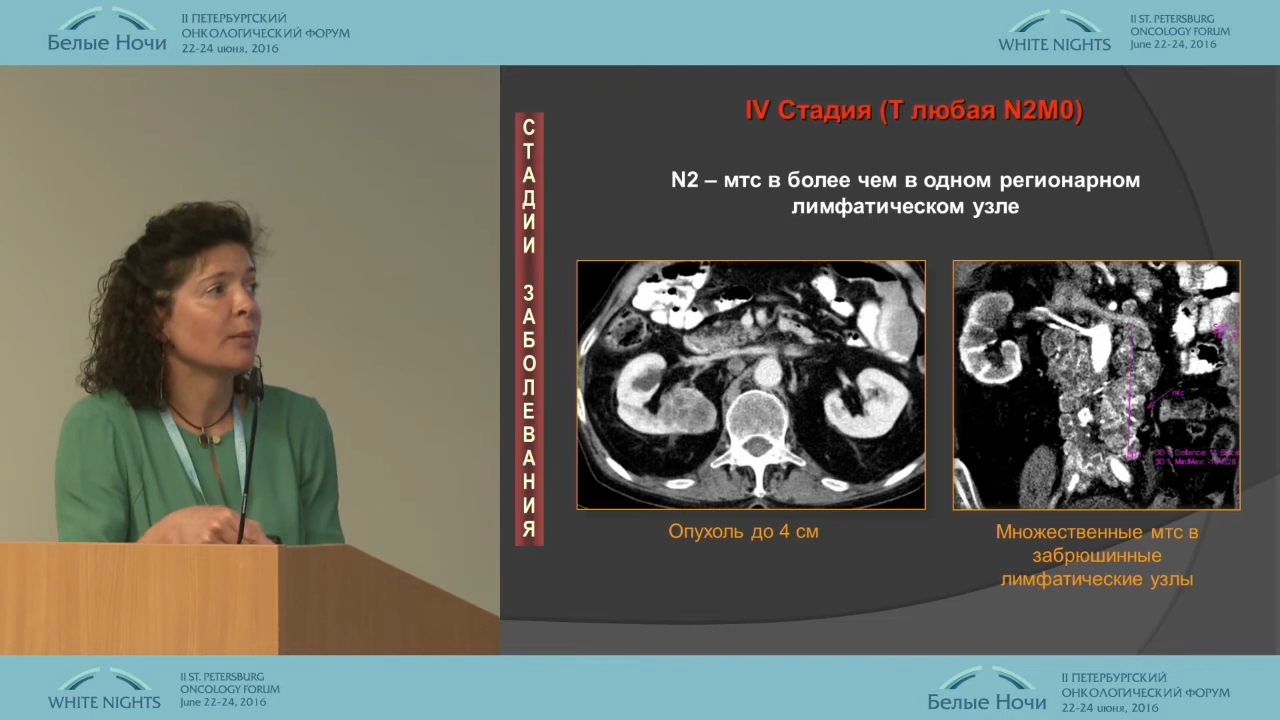 Белые Ночи
II ПЕТЕРБУРГСКИЙ
ОНКОЛОГИЧЕСКИЙ ФОРУМ
22-24 июня, 2016
WHITE NIGHTS
II ST. PETERSBURG
ONCOLOGY FORUM
June 22-24, 2016
СТАДИИ ЗАБОЛЕВАНИЯ
IV Стадия (Т любая N2M0)
N2 – мтс в более чем в одном регионарном
лимфатическом узле
мтс
Опухоль до 4 см
Множественные мтс в
забрюшинные
лимфатические узлы
WHITE NIGHTS
II ST. PETERSBURG
ONCOLOGY FORUM
June 22-24, 2016
Белые Ночи
II ПЕТЕРБУРГСКИЙ
ОНКОЛОГИЧЕСКИЙ ФОРУМ
22-24 июня, 2016